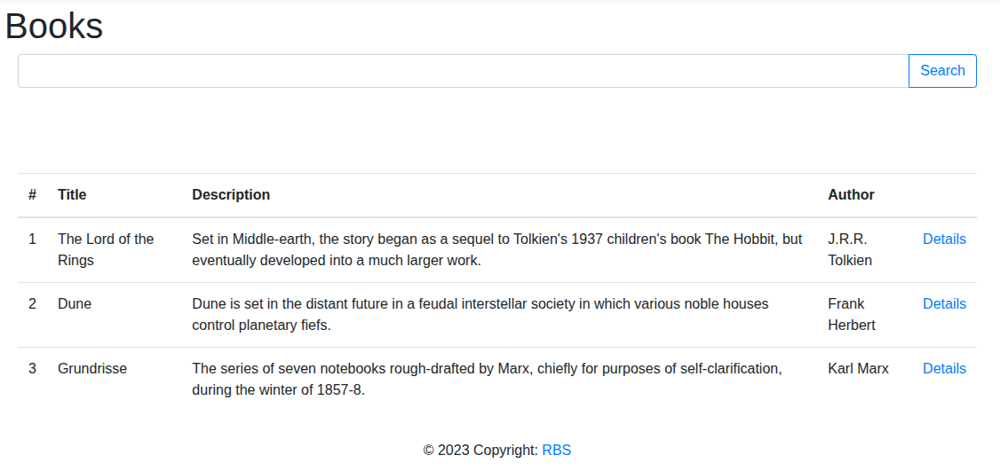 Books
Search
# Title Description Author
1 The Lord of the Set in Middle-earth, the story began as a sequel to Tolkien's 1937 children's book The Hobbit, but J.R.R. Details
Rings eventually developed into a much larger work. Tolkien
2 Dune Dune is set in the distant future in a feudal interstellar society in which various noble houses Frank Details
control planetary fiefs. Herbert
3 Grundrisse The series of seven notebooks rough-drafted by Marx, chiefly for purposes of self-clarification, Karl Marx Details
during the winter of 1857-8.
© 2023 Copyright: RBS